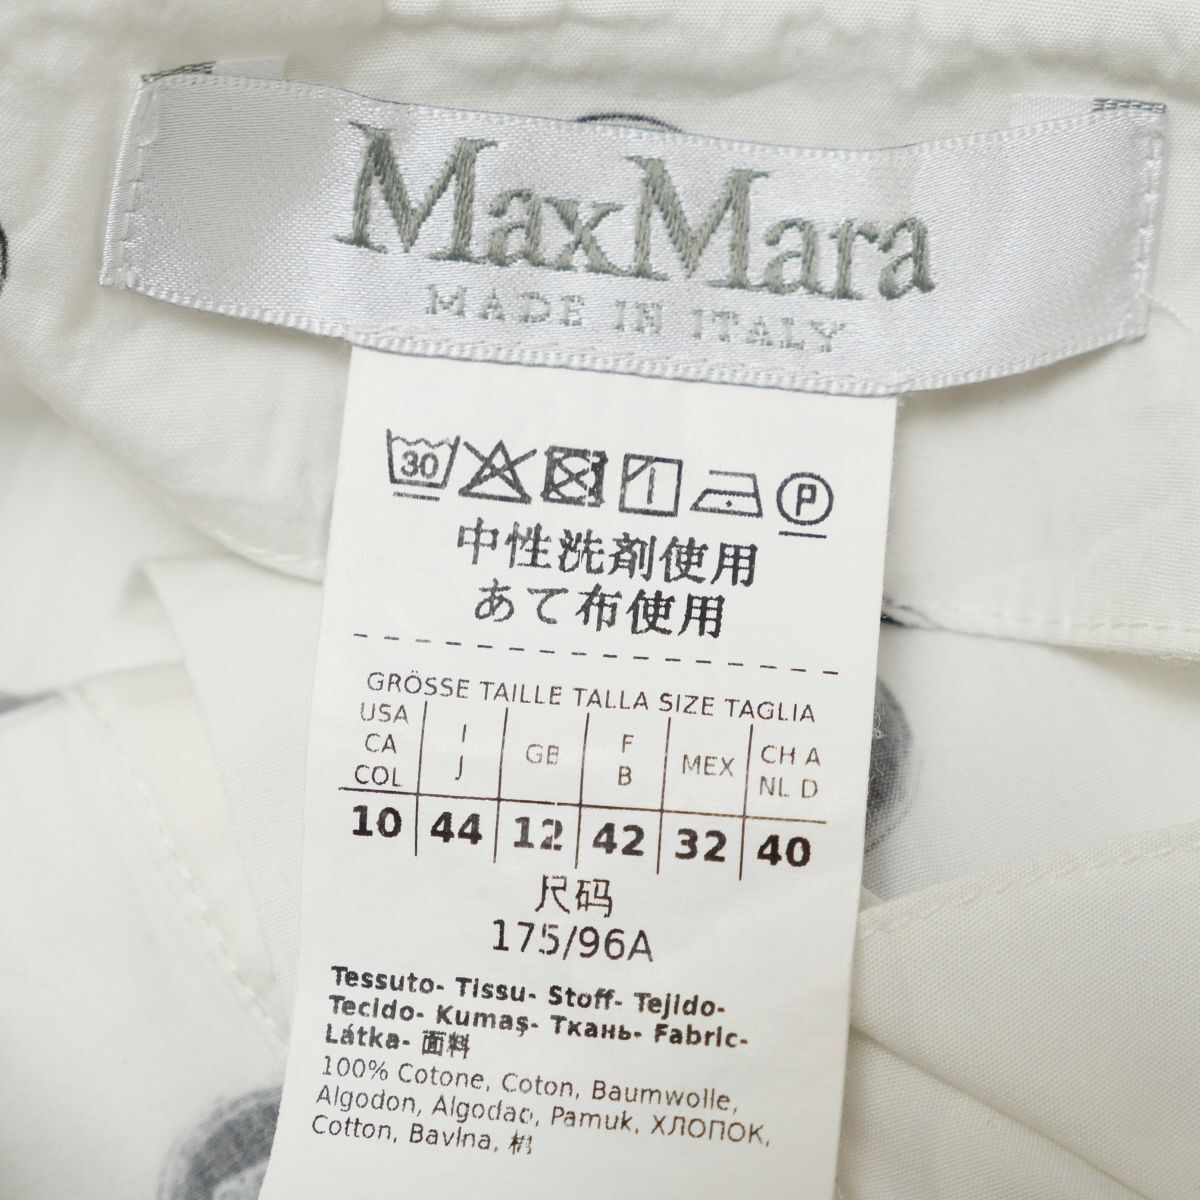 MaxMara
MADE IN ITALY
30 P
中性洗剤使用
あて布使用
GRÖSSE TAILLE TALLA SIZE TAGLIA
USA CA COL I J GB F B MEX CH A NL D
10 44 12 42 32 40
尺码
175/96A
Tessuto- Tissu- Stoff- Tejido-
Tecido- Kumaş- Ткань- Fabric-
Látka- 面料
100% Cotone, Coton, Baumwolle,
Algodon, Algodao, Pamuk, ХЛОПОК,
Cotton, Bavlna,